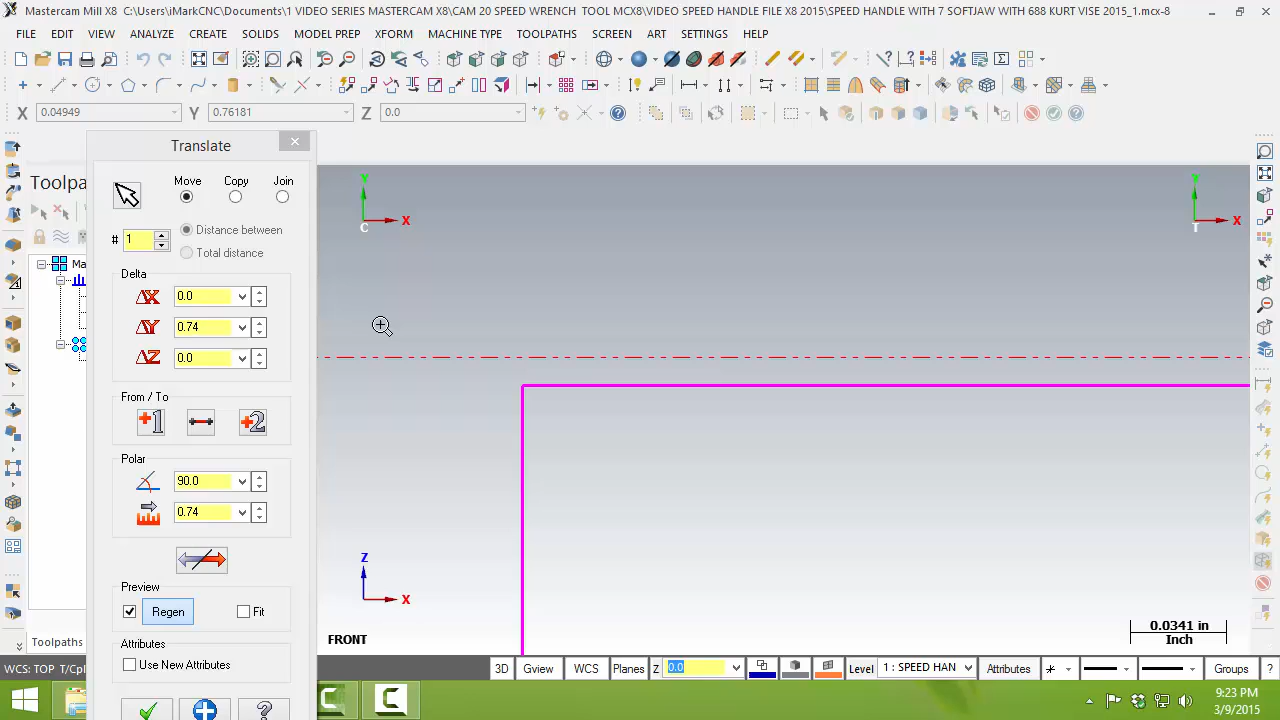 Mastercam Mill X8 C:\Users\iMarkCNC\Documents\1 VIDEO SERIES MASTERCAM X8\CAM 20 SPEED WRENCH TOOL MCX8\VIDEO SPEED HANDLE FILE X8 2015\SPEED HANDLE WITH 7 SOFTJAW WITH 688 KURT VISE 2015_1.mcx-8
FILE EDIT VIEW ANALYZE CREATE SOLIDS MODEL PREP XFORM MACHINE TYPE TOOLPATHS SCREEN ART SETTINGS HELP
X 0.04949 Y 0.76181 Z 0.0
Translate
Toolpaths
Move Copy Join
# 1
Distance between
Total distance
Ma
Delta
ΔX 0.0
ΔY 0.74
ΔZ 0.0
From / To
+1 +2
Polar
90.0
0.74
Preview
Regen Fit
Attributes
Use New Attributes
Y
X
C
Y
X
T
Z
X
FRONT
0.0341 in
Inch
Toolpaths
WCS: TOP T/Cpl
3D Gview WCS Planes Z 0.0 Level 1 : SPEED HAN Attributes Groups ?
9:23 PM
3/9/2015